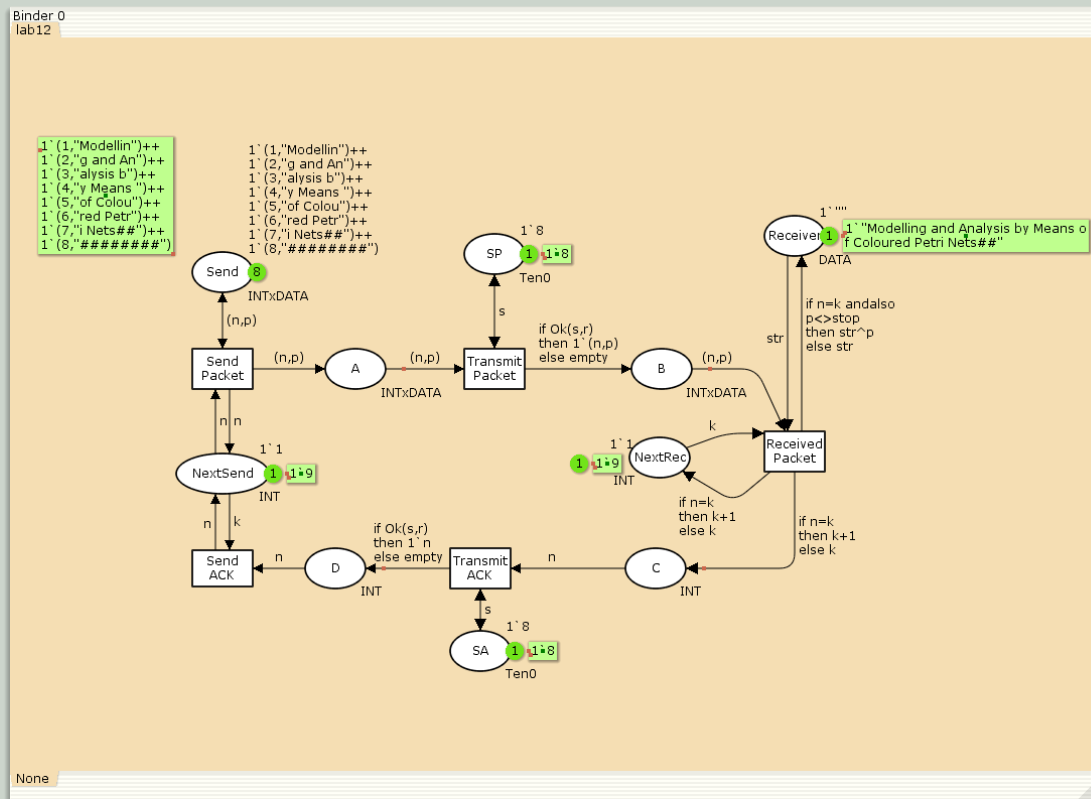 Binder 0
lab12
1`(1,"Modellin")++
1`(2,"g and An")++
1`(3,"alysis b")++
1`(4,"y Means ")++
1`(5,"of Colou")++
1`(6,"red Petr")++
1`(7,"i Nets##")++
1`(8,"########")
1`(1,"Modellin")++
1`(2,"g and An")++
1`(3,"alysis b")++
1`(4,"y Means ")++
1`(5,"of Colou")++
1`(6,"red Petr")++
1`(7,"i Nets##")++
1`(8,"########")
Send
8
INTxDATA
(n,p)
1`8
SP
1
1`8
Ten0
s
1`""
Receiver
1
1`"Modelling and Analysis by Means o
f Coloured Petri Nets##"
DATA
str
if n=k andalso
p<>stop
then str^p
else str
Send
Packet
(n,p)
A
INTxDATA
(n,p)
Transmit
Packet
if Ok(s,r)
then 1`(n,p)
else empty
B
INTxDATA
(n,p)
Received
Packet
n
n
1`1
NextSend
1
1`9
INT
k
1`1
1
1`9
INT
NextRec
if n=k
then k+1
else k
if n=k
then k+1
else k
n
k
Send
ACK
n
D
INT
if Ok(s,r)
then 1`n
else empty
Transmit
ACK
n
C
INT
s
1`8
SA
1
1`8
Ten0
None